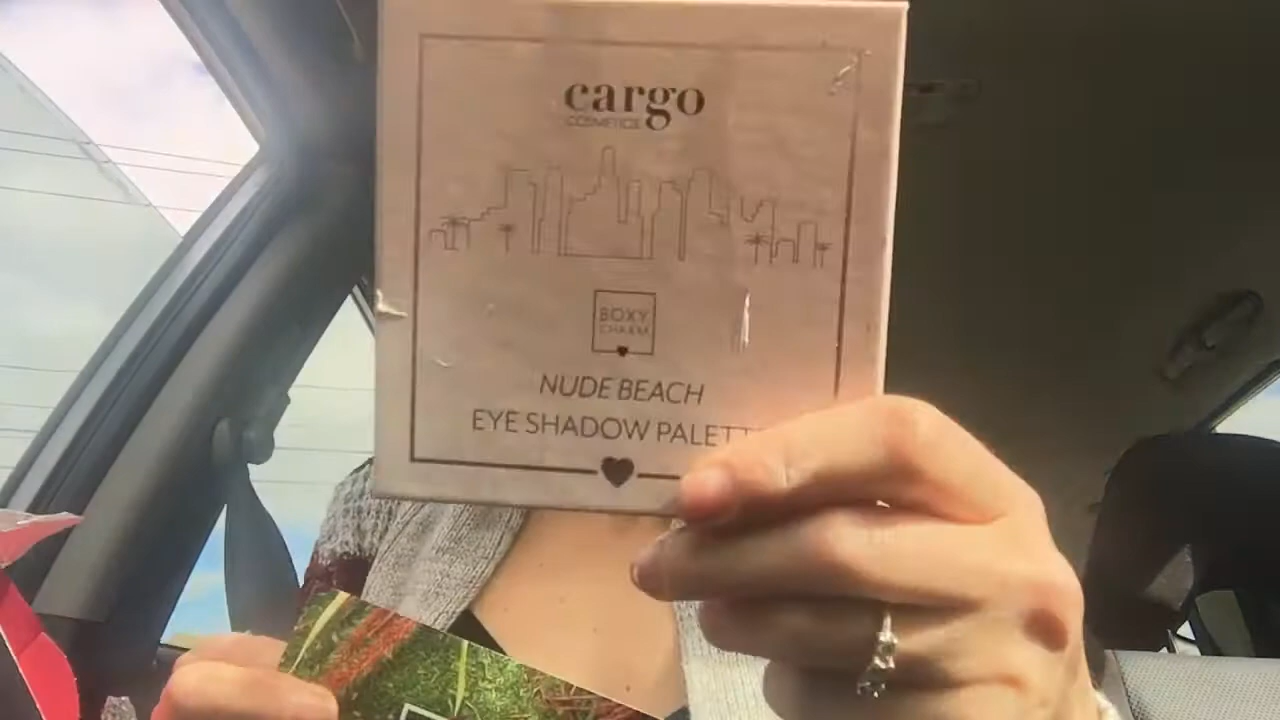 cargo
COSMETICS
BOXY
CHARM
NUDE BEACH
EYE SHADOW PALETT